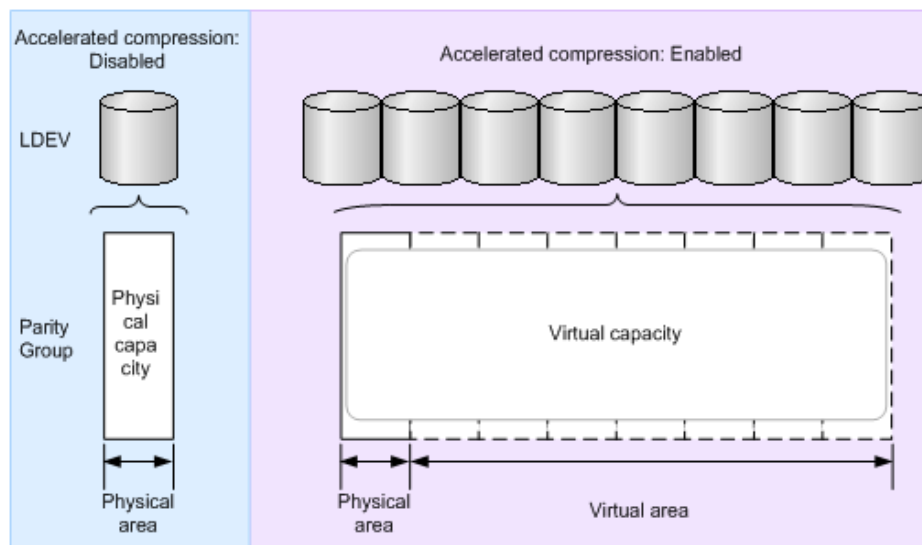 Accelerated compression:
Disabled
Accelerated compression: Enabled
LDEV
Parity
Group
Physi
cal
capa
city
Virtual capacity
Physical
area
Physical
area
Virtual area